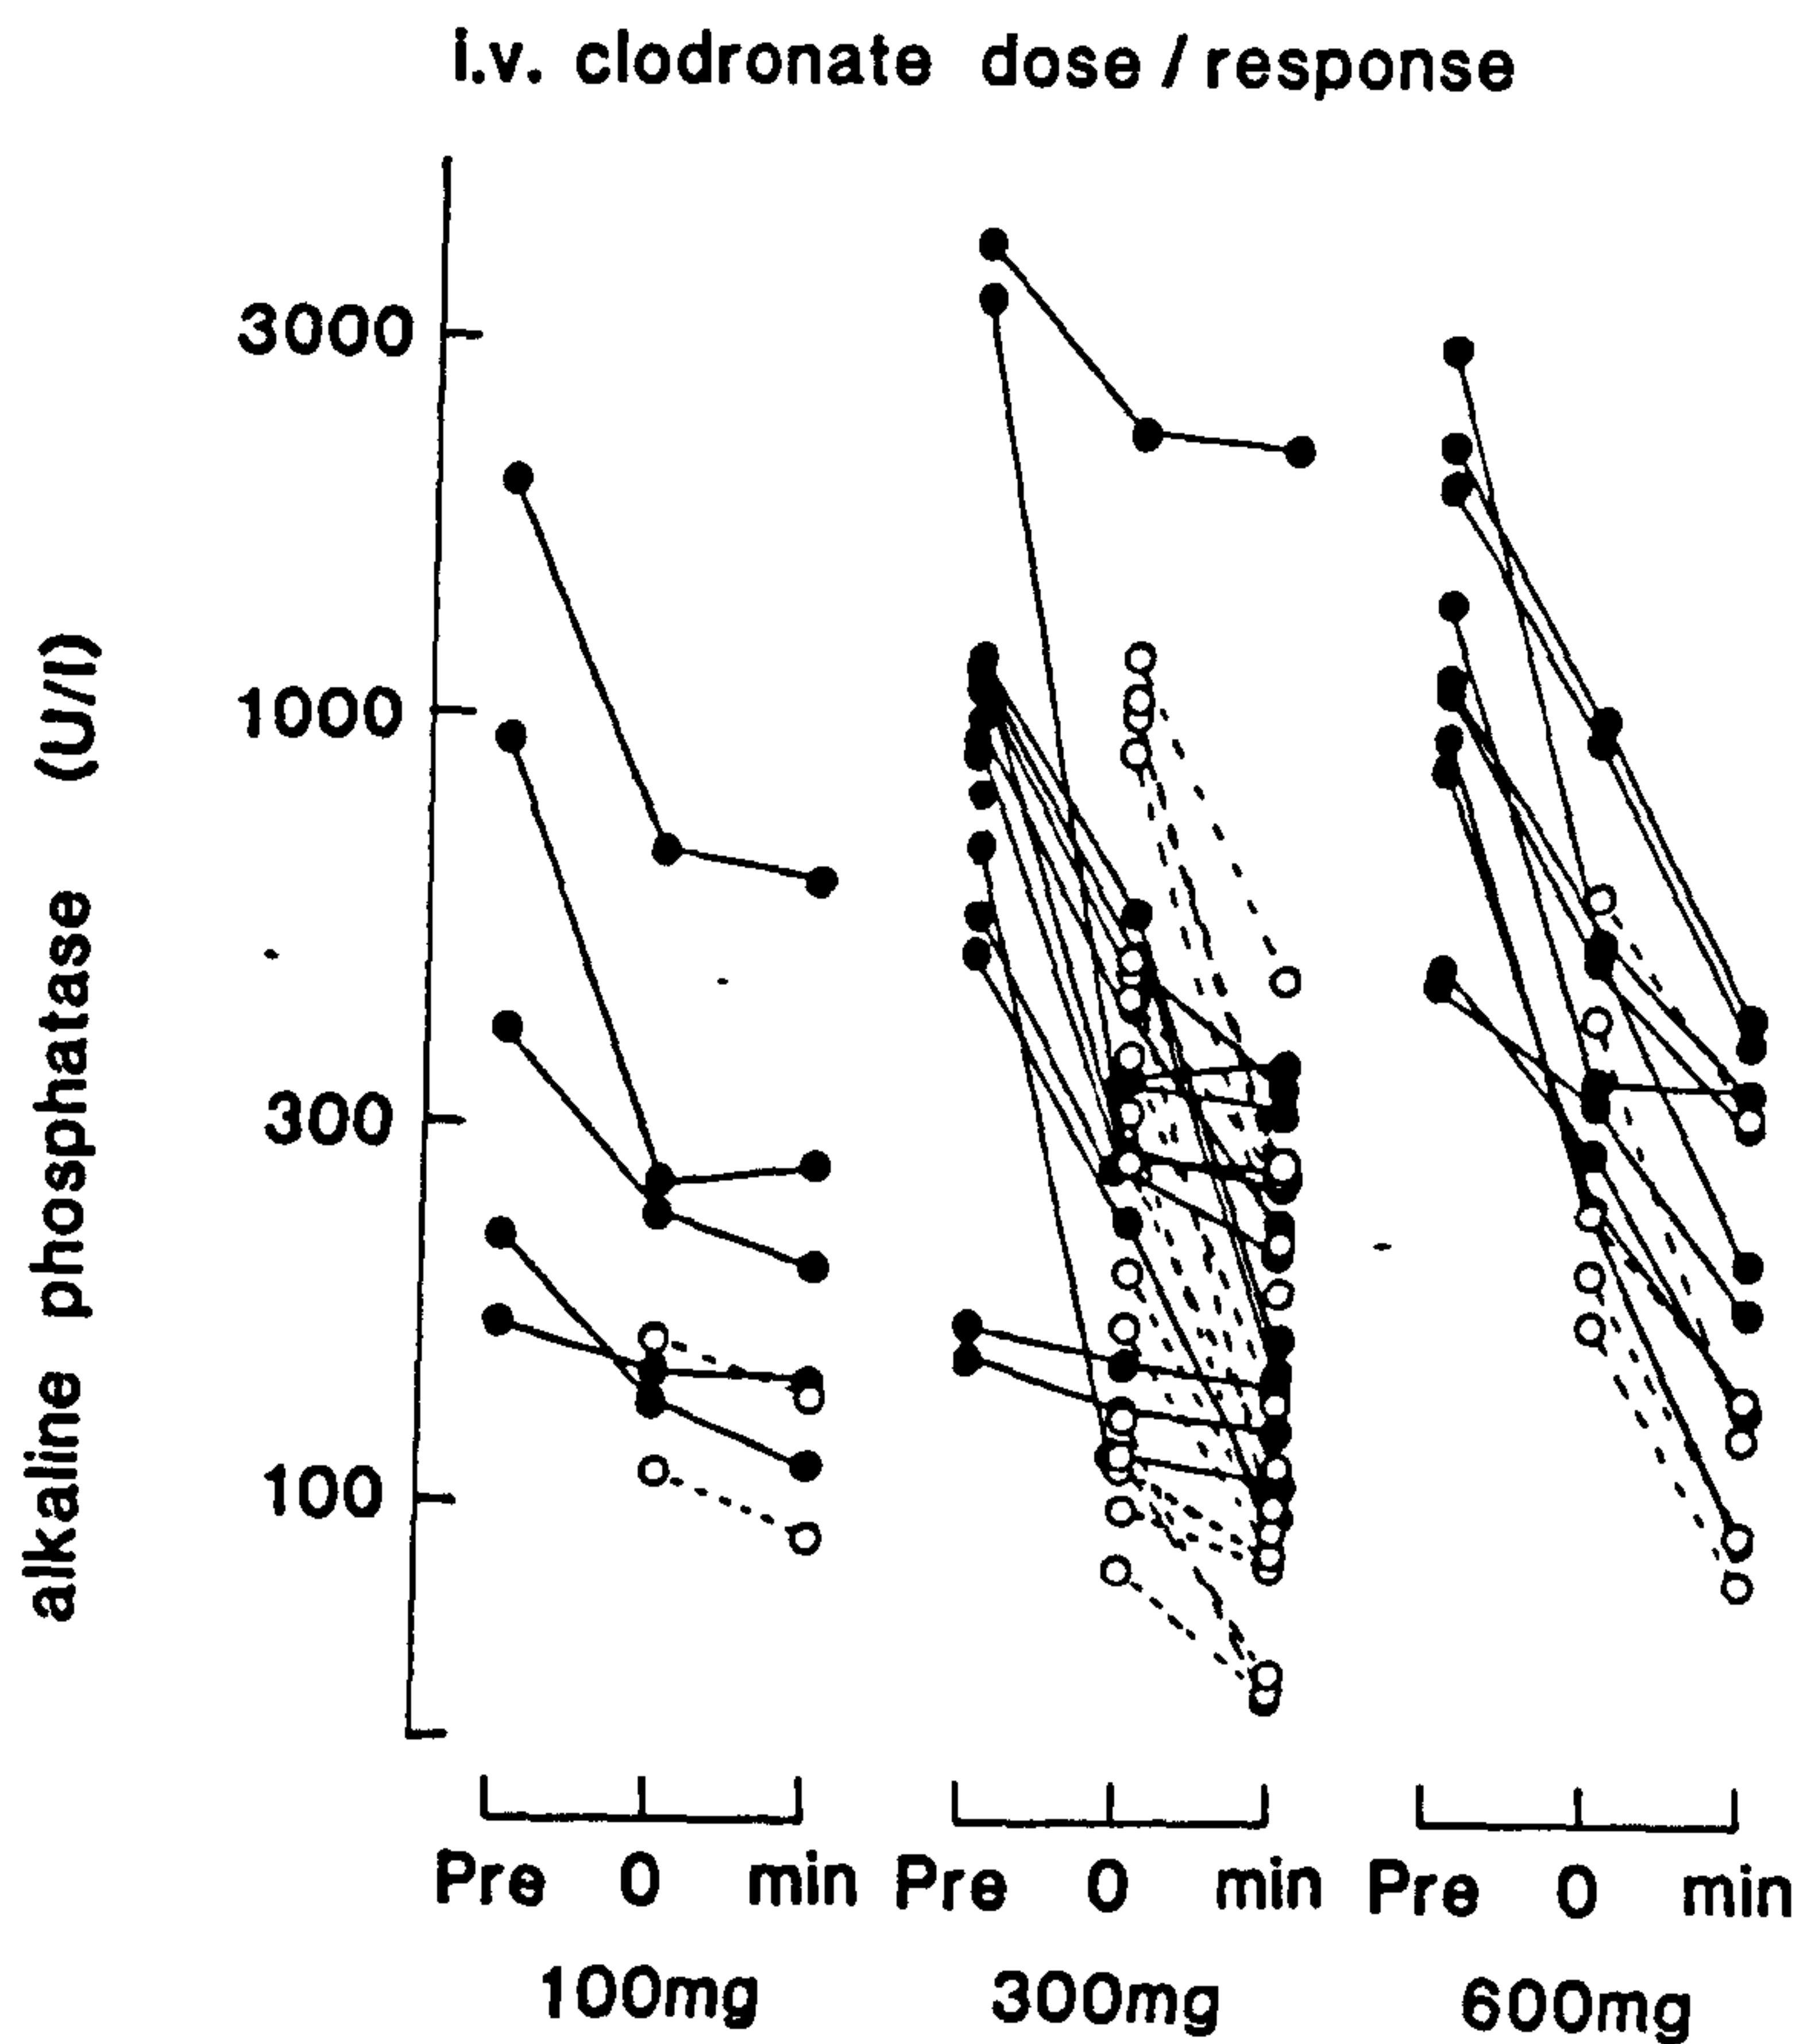 i.v. clodronate dose / response
alkaline phosphatase (U/l)
3000
1000
300
100
Pre 0 min Pre 0 min Pre 0 min
100mg 300mg 600mg